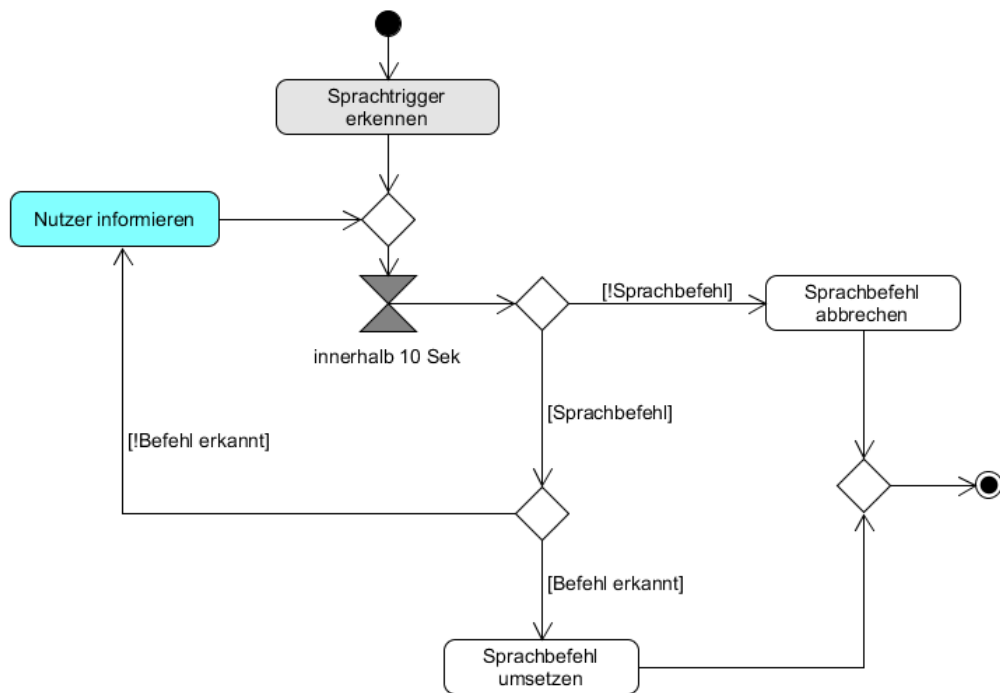 Sprachtrigger
erkennen
Nutzer informieren
[!Sprachbefehl]
Sprachbefehl
abbrechen
innerhalb 10 Sek
[Sprachbefehl]
[!Befehl erkannt]
[Befehl erkannt]
Sprachbefehl
umsetzen